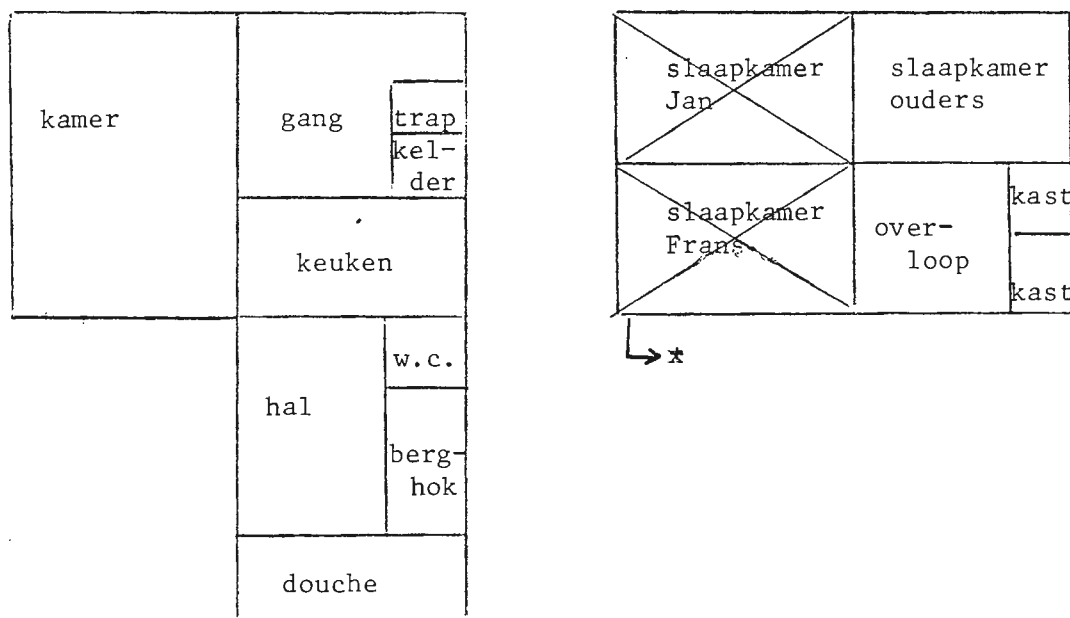 kamer
gang
trap
kel-
der
keuken
w.c.
hal
berg-
hok
douche
slaapkamer
Jan
slaapkamer
ouders
slaapkamer
Frans
over-
loop
kast
kast
*